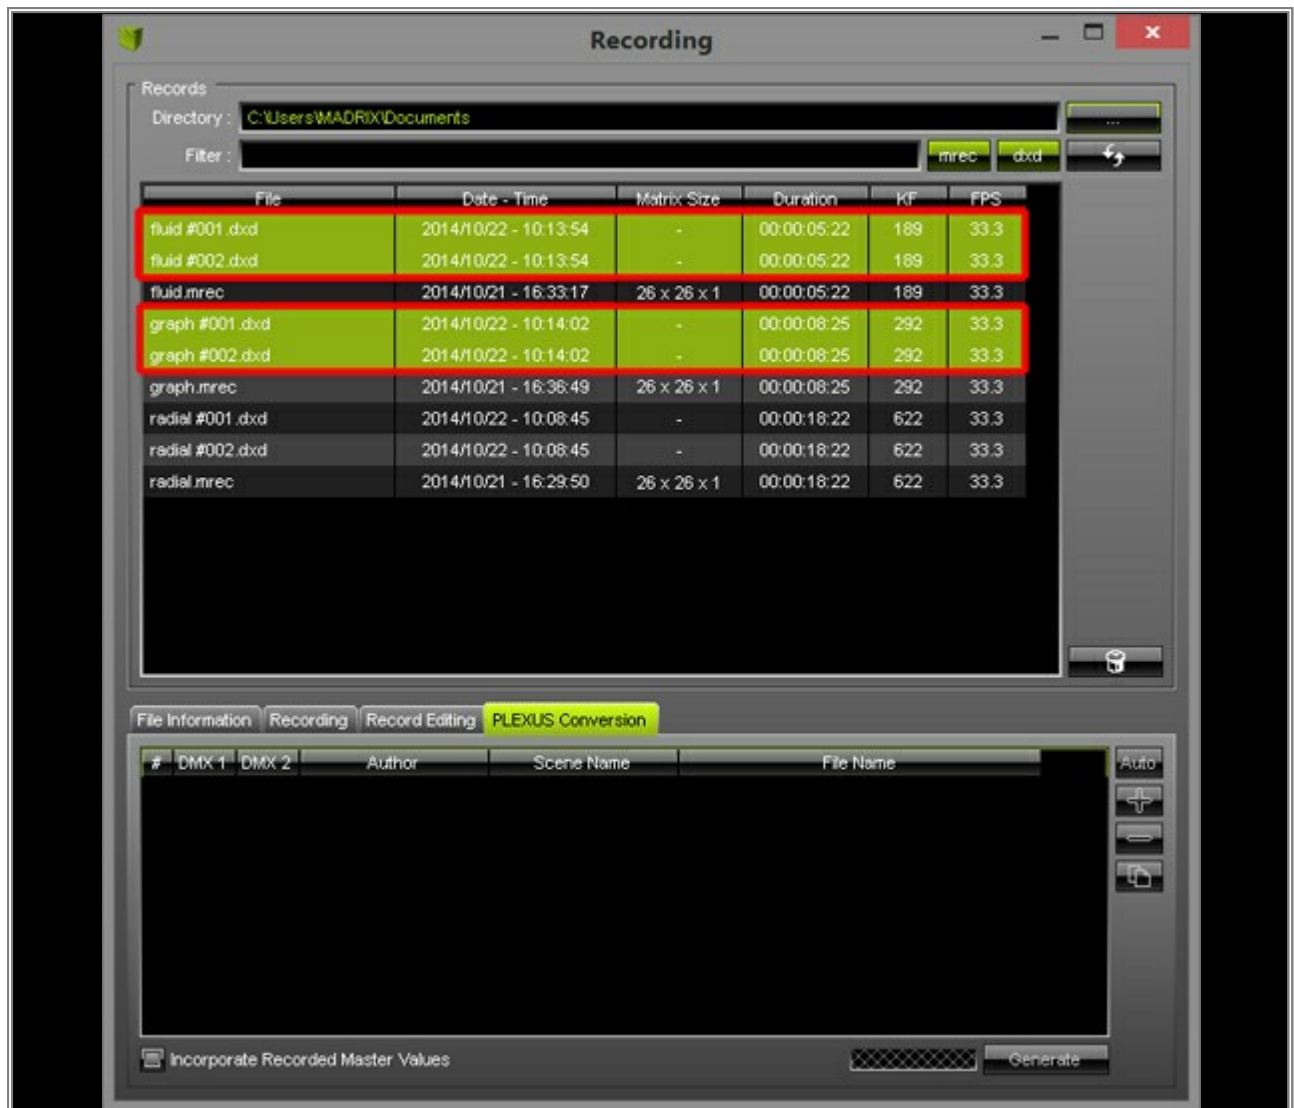 Recording
Records
Directory : C:\Users\MADRIX\Documents ...
Filter : mrec dxd
File Date - Time Matrix Size Duration KF FPS
fluid #001.dxd 2014/10/22 - 10:13:54 - 00:00:05:22 189 33.3
fluid #002.dxd 2014/10/22 - 10:13:54 - 00:00:05:22 189 33.3
fluid.mrec 2014/10/21 - 16:33:17 26 x 26 x 1 00:00:05:22 189 33.3
graph #001.dxd 2014/10/22 - 10:14:02 - 00:00:08:25 292 33.3
graph #002.dxd 2014/10/22 - 10:14:02 - 00:00:08:25 292 33.3
graph.mrec 2014/10/21 - 16:36:49 26 x 26 x 1 00:00:08:25 292 33.3
radial #001.dxd 2014/10/22 - 10:08:45 - 00:00:18:22 622 33.3
radial #002.dxd 2014/10/22 - 10:08:45 - 00:00:18:22 622 33.3
radial.mrec 2014/10/21 - 16:29:50 26 x 26 x 1 00:00:18:22 622 33.3
File Information Recording Record Editing PLEXUS Conversion
# DMX 1 DMX 2 Author Scene Name File Name Auto
Incorporate Recorded Master Values Generate